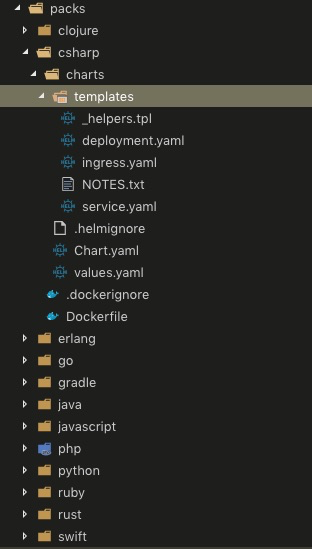 packs
clojure
csharp
charts
templates
_helpers.tpl
deployment.yaml
ingress.yaml
NOTES.txt
service.yaml
.helmignore
Chart.yaml
values.yaml
.dockerignore
Dockerfile
erlang
go
gradle
java
javascript
php
python
ruby
rust
swift